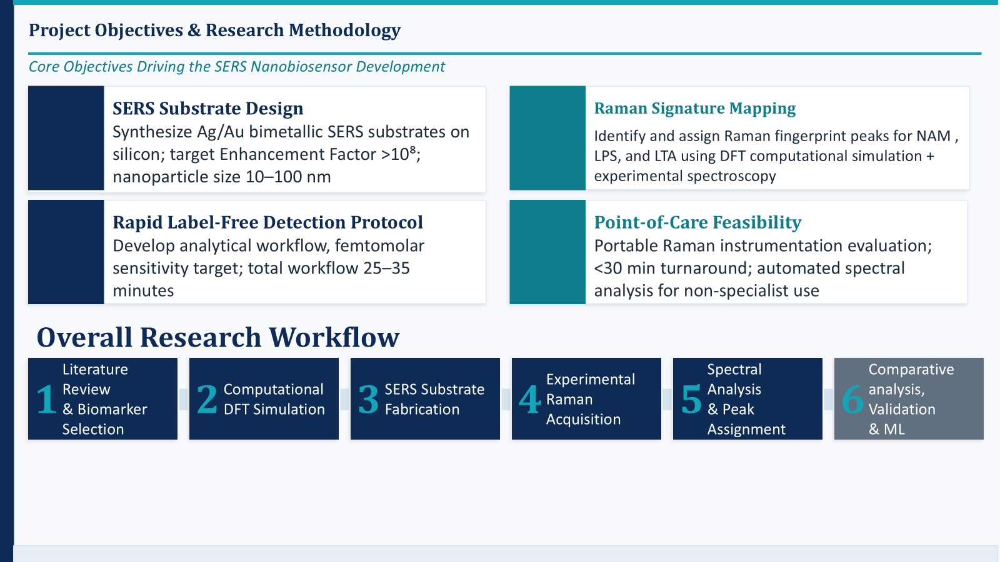 Project Objectives & Research Methodology
Core Objectives Driving the SERS Nanobiosensor Development
SERS Substrate Design
Synthesize Ag/Au bimetallic SERS substrates on
silicon; target Enhancement Factor >10⁸;
nanoparticle size 10–100 nm
Raman Signature Mapping
Identify and assign Raman fingerprint peaks for NAM ,
LPS, and LTA using DFT computational simulation +
experimental spectroscopy
Rapid Label-Free Detection Protocol
Develop analytical workflow, femtomolar
sensitivity target; total workflow 25–35
minutes
Point-of-Care Feasibility
Portable Raman instrumentation evaluation;
<30 min turnaround; automated spectral
analysis for non-specialist use
Overall Research Workflow
1
Literature
Review
& Biomarker
Selection
2
Computational
DFT Simulation
3
SERS Substrate
Fabrication
4
Experimental
Raman
Acquisition
5
Spectral
Analysis
& Peak
Assignment
6
Comparative
analysis,
Validation
& ML